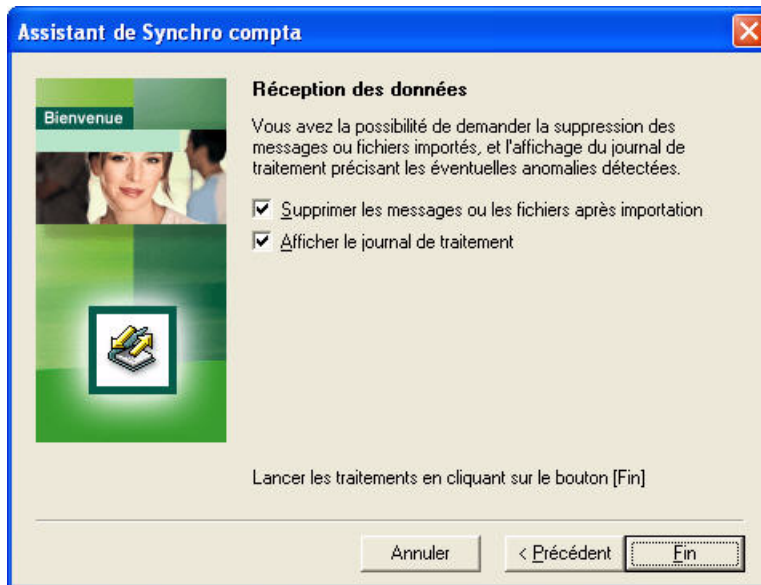 Assistant de Synchro compta
Bienvenue
Réception des données
Vous avez la possibilité de demander la suppression des
messages ou fichiers importés, et l'affichage du journal de
traitement précisant les éventuelles anomalies détectées.
Supprimer les messages ou les fichiers après importation
Afficher le journal de traitement
Lancer les traitements en cliquant sur le bouton [Fin]
Annuler
< Précédent
Fin